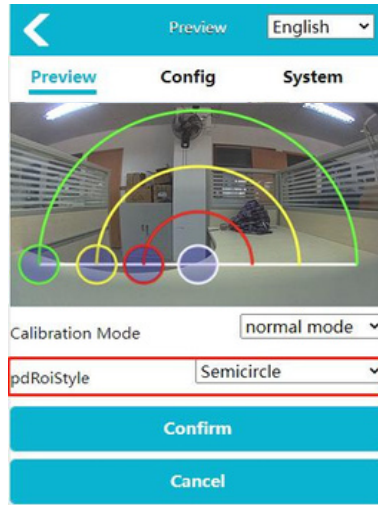 Preview English
Preview Config System
Calibration Mode normal mode
pdRoiStyle Semicircle
Confirm
Cancel